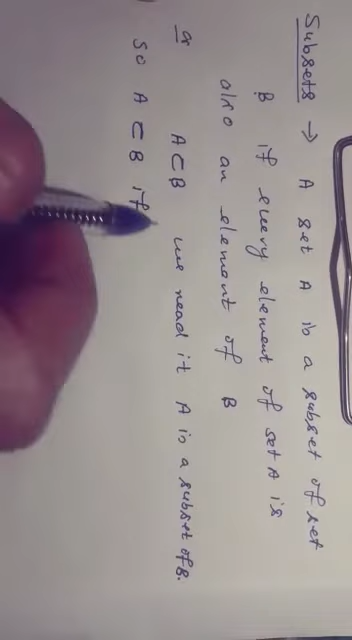 Subsets → A set A is a subset of set
B if every element of set A is
also an element of B
or A ⊂ B we read it A is a subset of B.
so A ⊂ B if